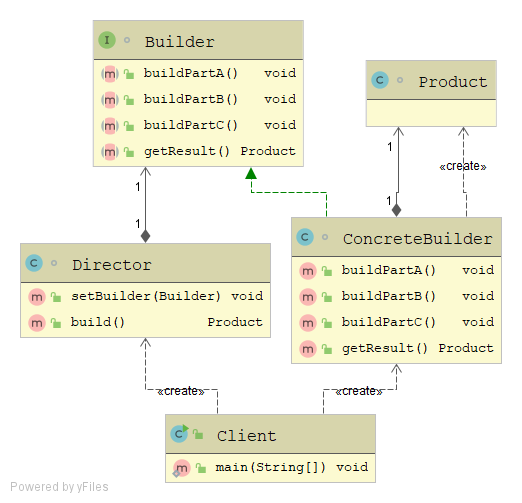 I Builder
m buildPartA() void
m buildPartB() void
m buildPartC() void
m getResult() Product
C Product
1
1
«create»
1
1
C Director
m setBuilder(Builder) void
m build() Product
C ConcreteBuilder
m buildPartA() void
m buildPartB() void
m buildPartC() void
m getResult() Product
«create»
«create»
C Client
m main(String[]) void
Powered by yFiles